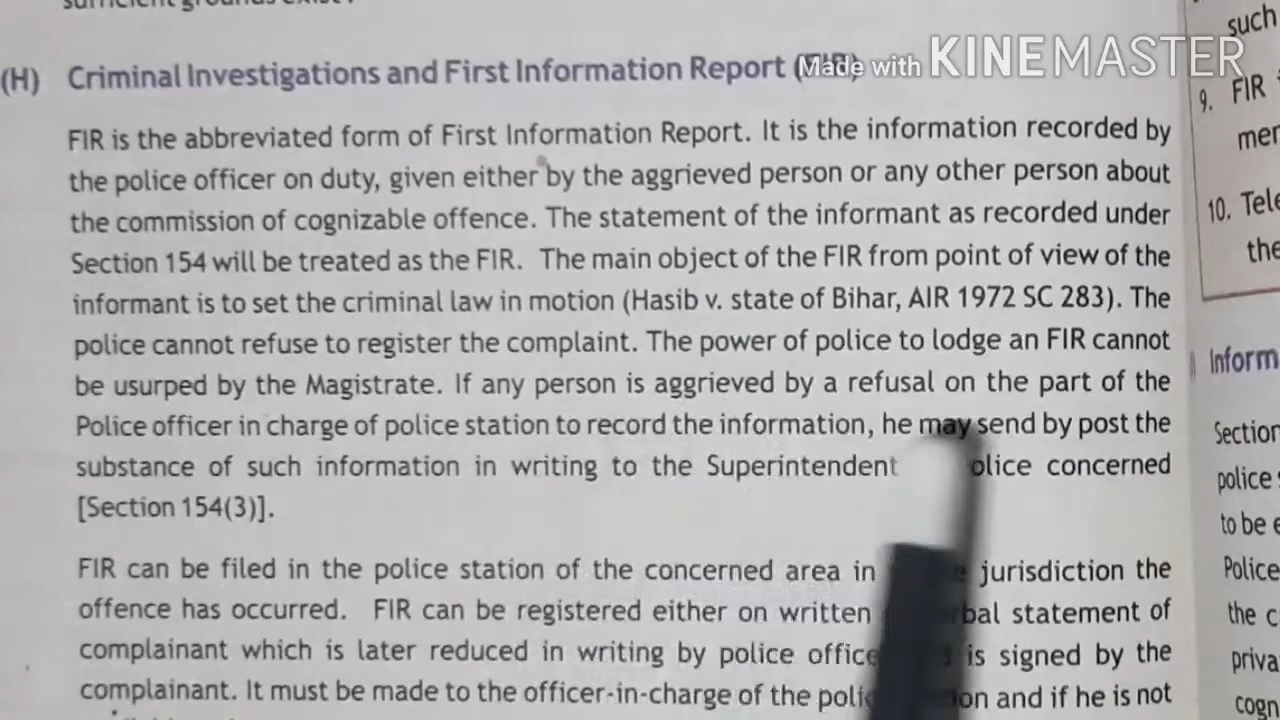 (H) Criminal Investigations and First Information Report
Made with KINEMASTER
FIR is the abbreviated form of First Information Report. It is the information recorded by
the police officer on duty, given either by the aggrieved person or any other person about
the commission of cognizable offence. The statement of the informant as recorded under
Section 154 will be treated as the FIR. The main object of the FIR from point of view of the
informant is to set the criminal law in motion (Hasib v. state of Bihar, AIR 1972 SC 283). The
police cannot refuse to register the complaint. The power of police to lodge an FIR cannot
be usurped by the Magistrate. If any person is aggrieved by a refusal on the part of the
Police officer in charge of police station to record the information, he may send by post the
substance of such information in writing to the Superintendent olice concerned
[Section 154(3)].
FIR can be filed in the police station of the concerned area in jurisdiction the
offence has occurred. FIR can be registered either on written bal statement of
complainant which is later reduced in writing by police office is signed by the
complainant. It must be made to the officer-in-charge of the on and if he is not
such
9. FIR
mer
10. Tele
the
Inform
Section
police
to be e
Police
the c
priva
cogn